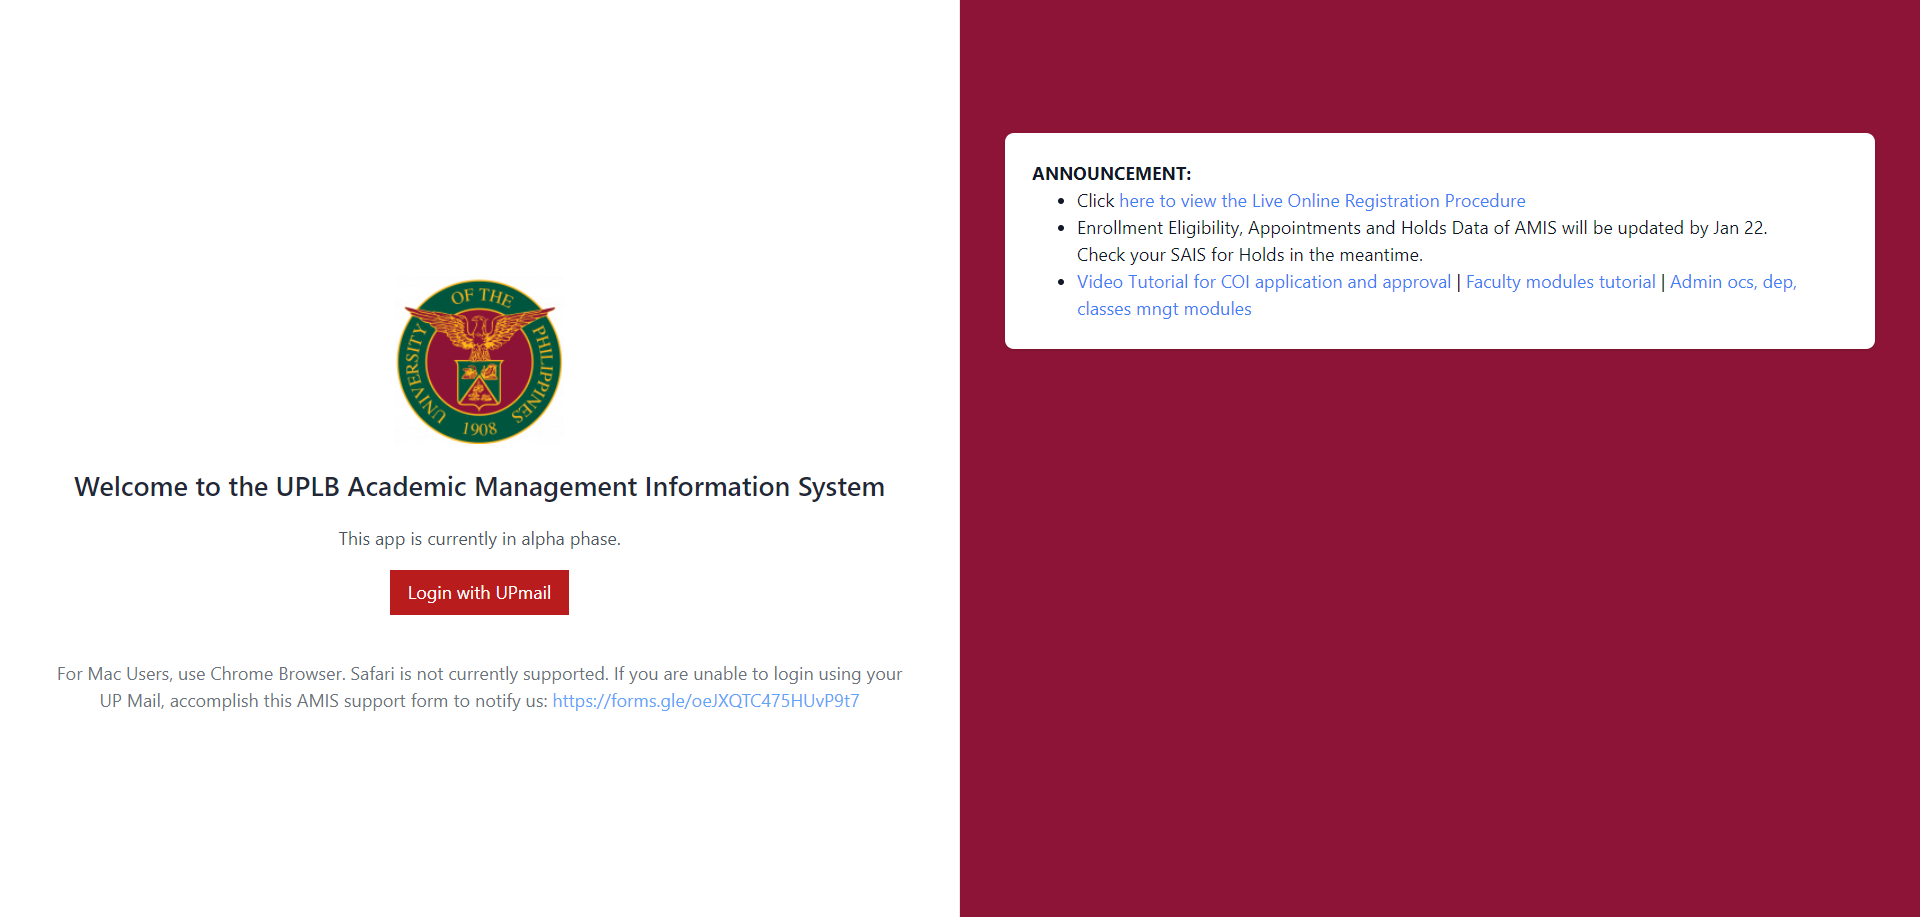 OF THE
UNIVERSITY
PHILIPPINES
1908
Welcome to the UPLB Academic Management Information System
This app is currently in alpha phase.
Login with UPmail
For Mac Users, use Chrome Browser. Safari is not currently supported. If you are unable to login using your
UP Mail, accomplish this AMIS support form to notify us: https://forms.gle/oeJXQTC475HUvP9t7
ANNOUNCEMENT:
• Click here to view the Live Online Registration Procedure
• Enrollment Eligibility, Appointments and Holds Data of AMIS will be updated by Jan 22.
Check your SAIS for Holds in the meantime.
• Video Tutorial for COI application and approval | Faculty modules tutorial | Admin ocs, dep,
classes mngt modules